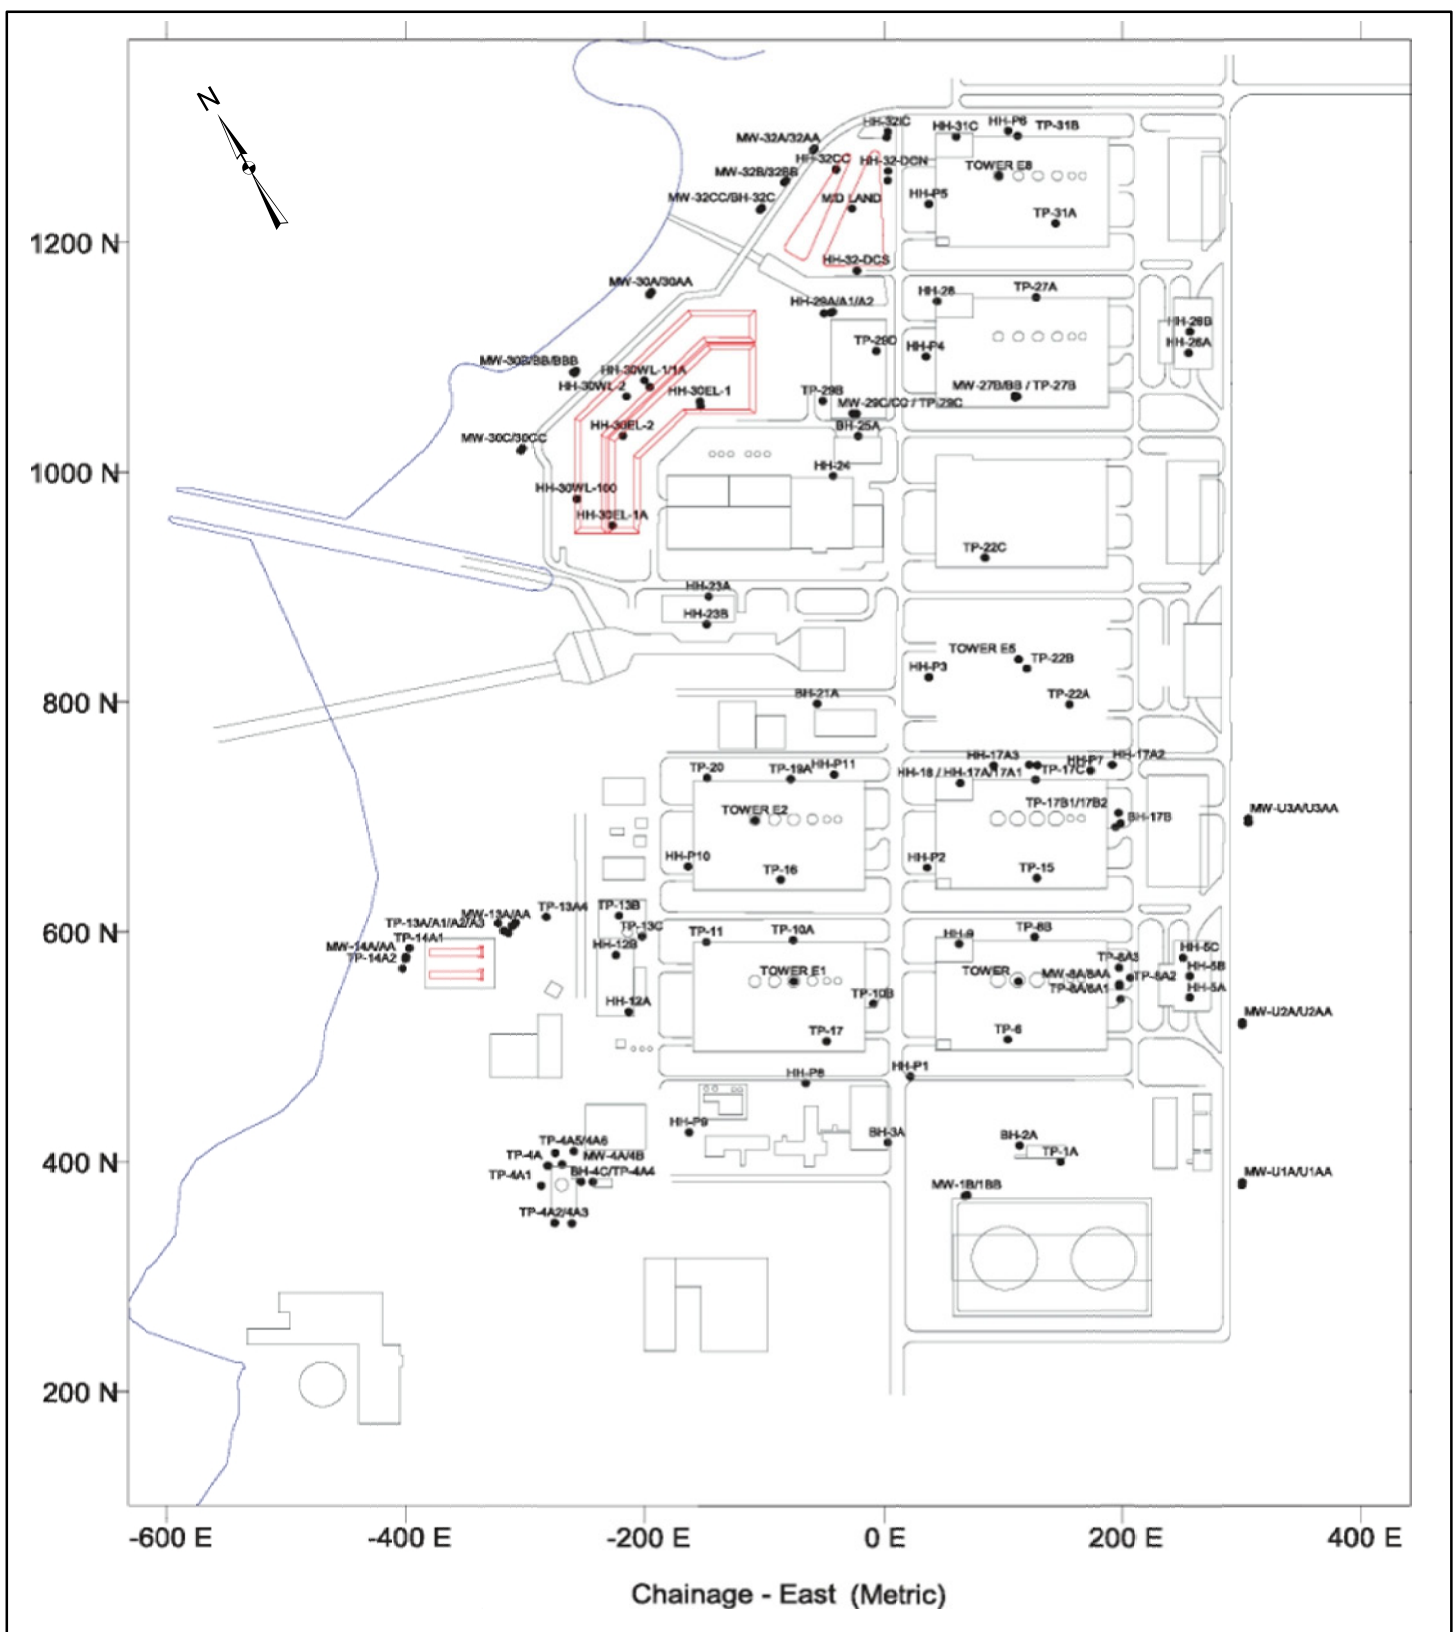 N
HH-32IC
HH-31C
HH-P6
TP-31B
MW-32A/32AA
HH-32CC
HH-32-DCN
TOWER E8
MW-32B/32BB
MW-32CC/BH-32C
MID LAND
HH-P5
TP-31A
1200 N
HH-32-DCS
MW-30A/30AA
HH-29A/A1/A2
HH-28
TP-27A
HH-26B
TP-29D
HH-P4
HH-26A
MW-30B/BB/BBB
HH-30WL-1/1A
HH-30WL-2
HH-30EL-1
TP-29B
MW-27B/BB / TP-27B
MW-29C/CC / TP-29C
HH-30EL-2
BH-25A
MW-30C/30CC
1000 N
HH-24
HH-30WL-100
HH-30EL-1A
TP-22C
HH-23A
HH-23B
TOWER E5
TP-22B
HH-P3
800 N
BH-21A
TP-22A
HH-17A3
HH-P7
HH-17A2
TP-20
TP-19A
HH-P11
HH-18 / HH-17A/17A1
TP-17C
TOWER E2
TP-17B1/17B2
BH-17B
MW-U3A/U3AA
HH-P10
TP-16
HH-P2
TP-15
600 N
MW-13A/AA
TP-13A4
TP-13B
TP-13A/A1/A2/A3
TP-13C
TP-11
TP-10A
HH-9
TP-8B
TP-14A1
MW-14A/AA
TP-14A2
HH-12B
HH-5C
TP-8A3
HH-5B
TOWER E1
TOWER
MW-8A/8AA
TP-8A2
TP-8A/8A1
HH-5A
HH-12A
TP-10B
MW-U2A/U2AA
TP-17
TP-6
HH-P8
HH-P1
HH-P9
BH-3A
BH-2A
400 N
TP-4A5/4A6
TP-4A
MW-4A/4B
TP-1A
TP-4A1
BH-4C/TP-4A4
MW-1B/1BB
MW-U1A/U1AA
TP-4A2/4A3
200 N
-600 E
-400 E
-200 E
0 E
200 E
400 E
Chainage - East (Metric)